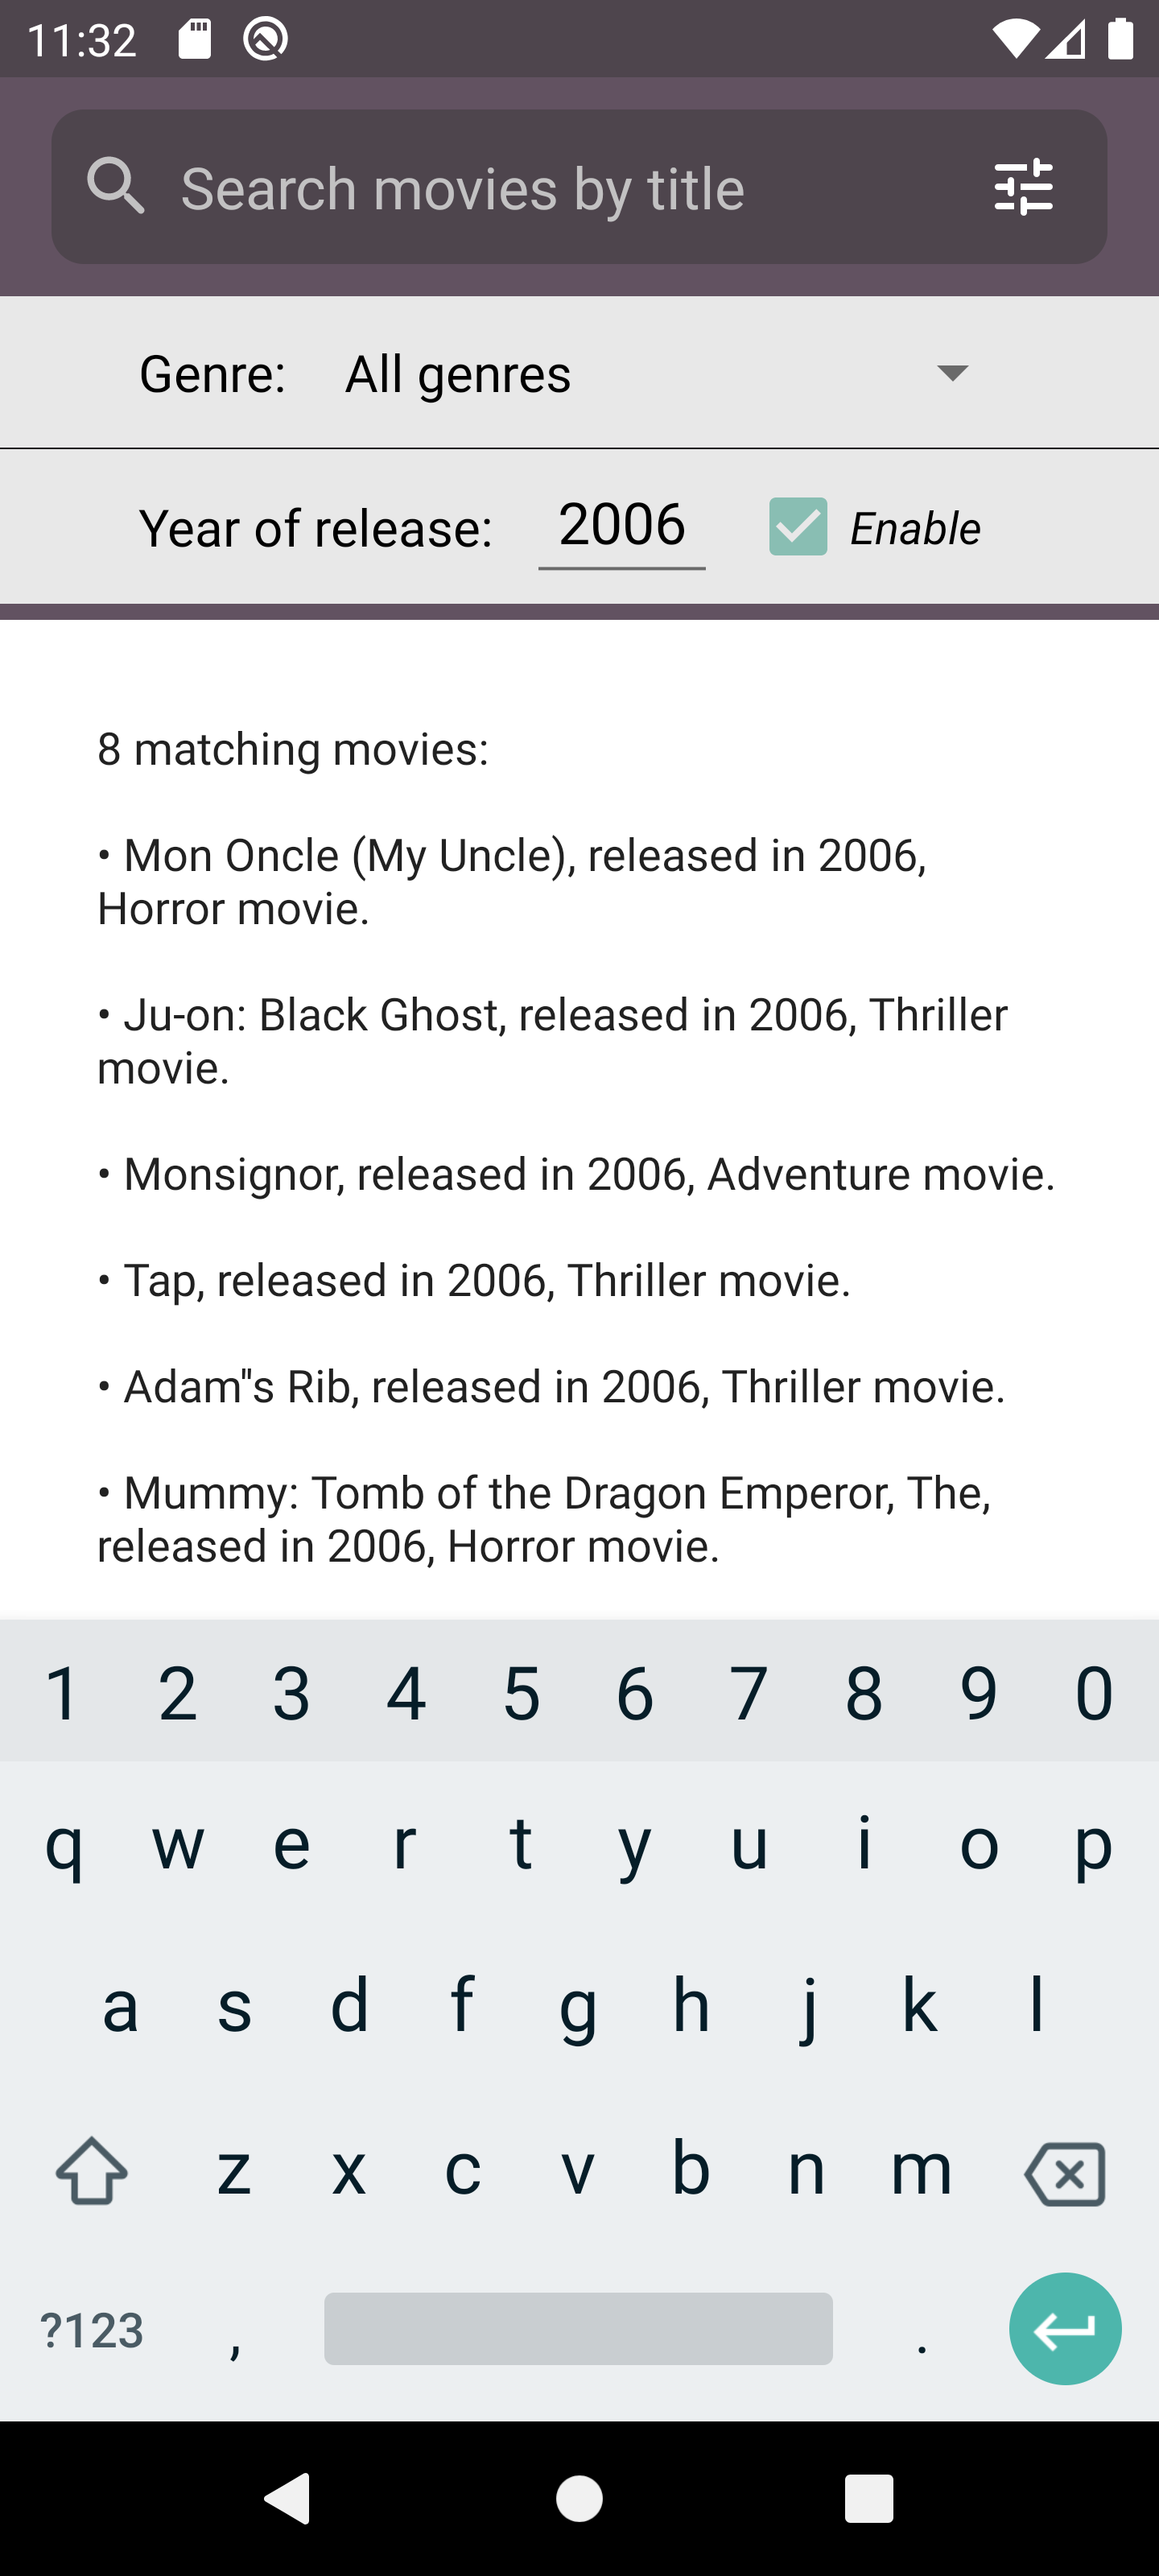 11:32
Search movies by title
Genre: All genres
Year of release: 2006 Enable
8 matching movies:
• Mon Oncle (My Uncle), released in 2006,
Horror movie.
• Ju-on: Black Ghost, released in 2006, Thriller
movie.
• Monsignor, released in 2006, Adventure movie.
• Tap, released in 2006, Thriller movie.
• Adam''s Rib, released in 2006, Thriller movie.
• Mummy: Tomb of the Dragon Emperor, The,
released in 2006, Horror movie.
1 2 3 4 5 6 7 8 9 0
q w e r t y u i o p
a s d f g h j k l
z x c v b n m
?123 , .